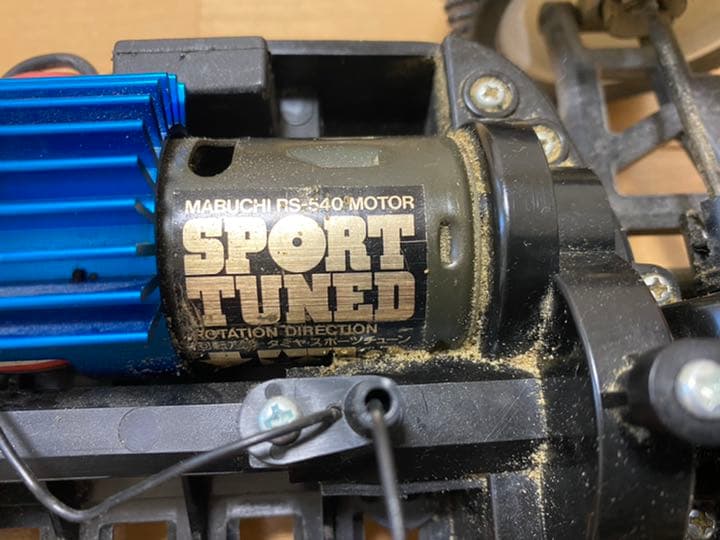 MABUCHI RS-540 MOTOR
SPORT
TUNED
ROTATION DIRECTION
タミヤ・スポーツチューン